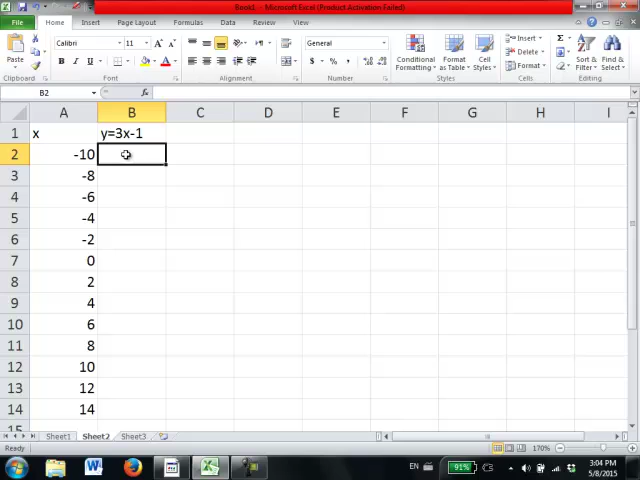 Book1 - Microsoft Excel (Product Activation Failed)
File Home Insert Page Layout Formulas Data Review View
Calibri 11 General Insert
Delete
Format
Paste B I U $ % , Conditional Formatting Format as Table Cell Styles Sort & Filter Find & Select
Clipboard Font Alignment Number Styles Cells Editing
B2 fx
A B C D E F G H I
1 x y=3x-1
2 -10
3 -8
4 -6
5 -4
6 -2
7 0
8 2
9 4
10 6
11 8
12 10
13 12
14 14
15
Sheet1 Sheet2 Sheet3
Ready 170%
EN 91% 3:04 PM
5/8/2015